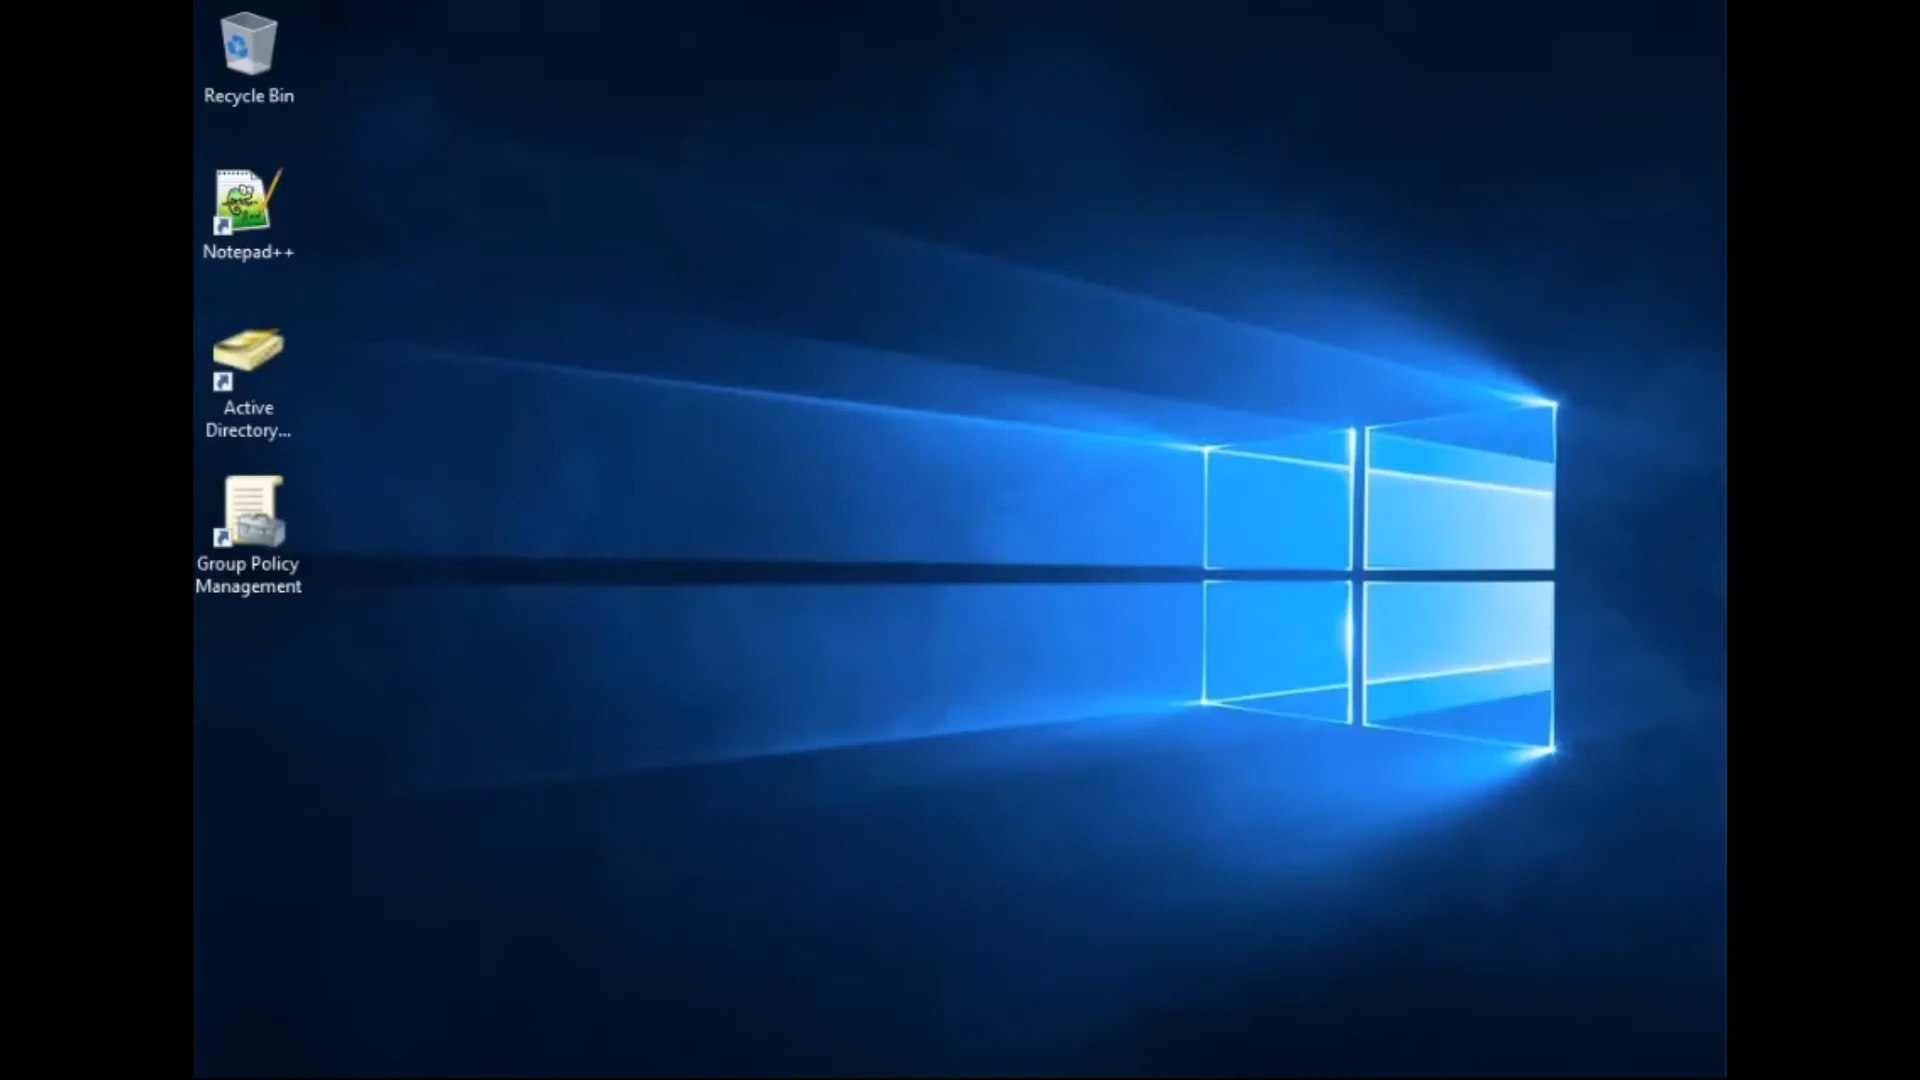 Recycle Bin
Notepad++
Active
Directory...
Group Policy
Management